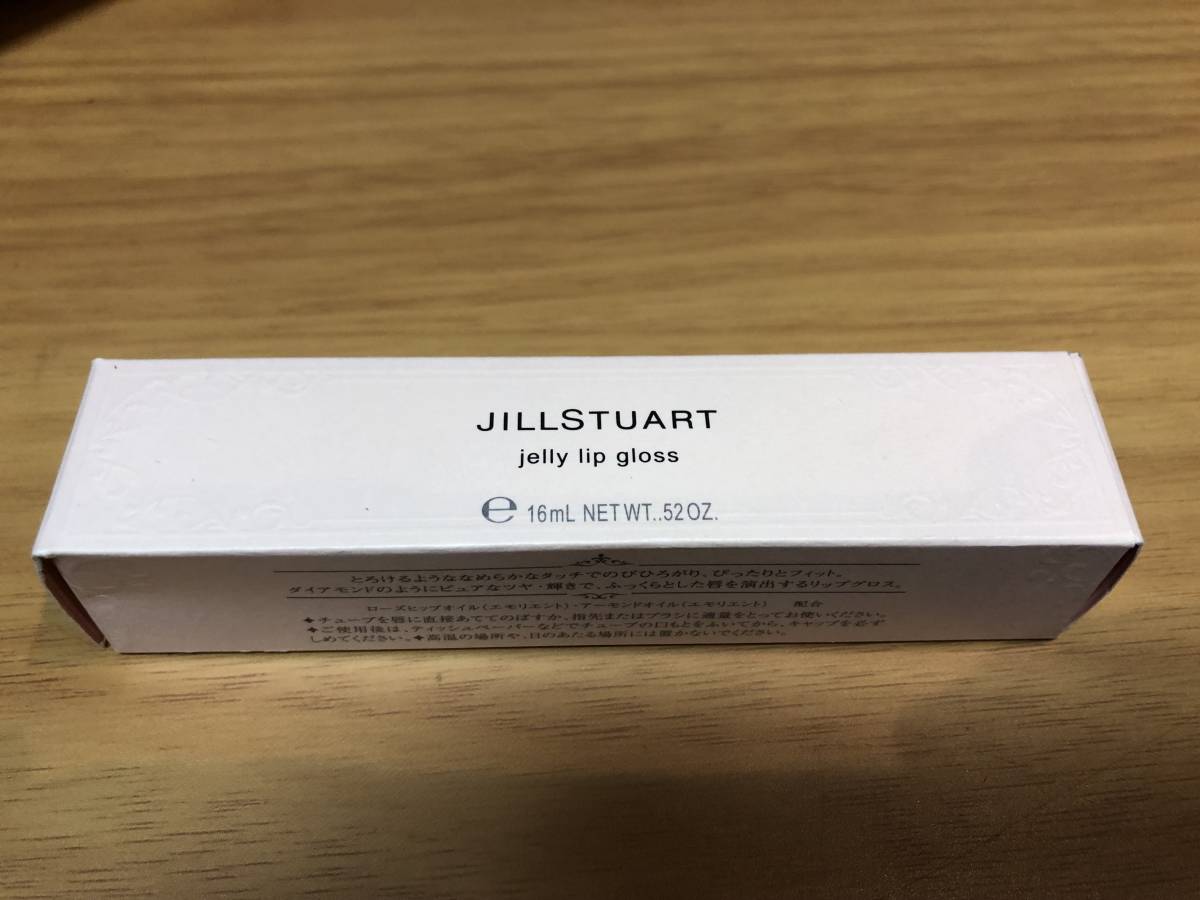 JILLSTUART
jelly lip gloss
℮ 16mL NET WT..52 OZ.
とろけるようななめらかなタッチでのびひろがり、ぴったりとフィット。
ダイアモンドのようにピュアなツヤ・輝きで、ふっくらとした唇を演出するリップグロス。
ローズヒップオイル（エモリエント）・アーモンドオイル（エモリエント） 配合
◆チューブを唇に直接あててのばすか、指先またはブラシに適量をとってお使いください。
◆ご使用後は、ティッシュペーパーなどでチューブの口もとをふいてから、キャップを必ず
しめてください。◆高温の場所や、日のあたる場所には置かないでください。